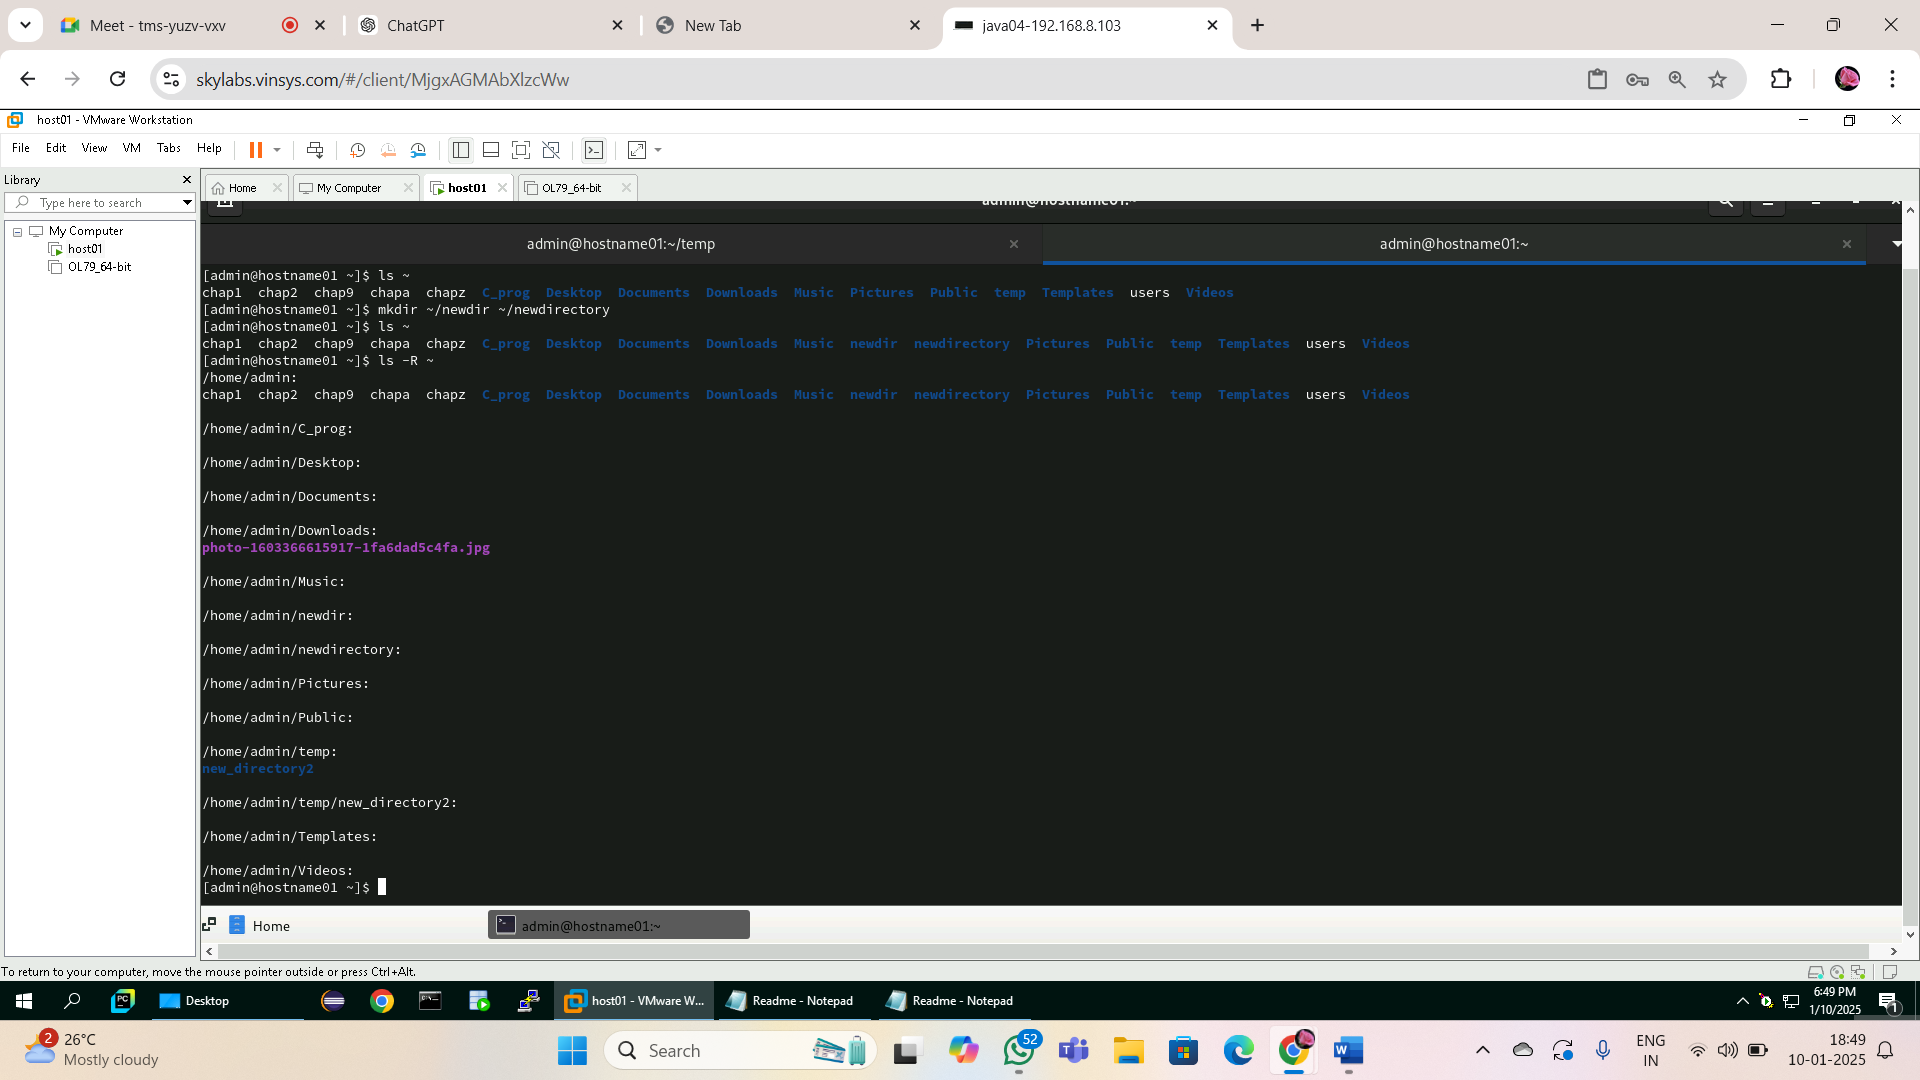 Meet - tms-yuzv-vxv
ChatGPT
New Tab
java04-192.168.8.103
skylabs.vinsys.com/#/client/MjgxAGMAbXlzcWw
host01 - VMware Workstation
File Edit View VM Tabs Help
Library
Type here to search
My Computer
host01
OL79_64-bit
Home
My Computer
host01
OL79_64-bit
admin@hostname01:~
admin@hostname01:~/temp
admin@hostname01:~
[admin@hostname01 ~]$ ls ~
chap1 chap2 chap9 chapa chapz C_prog Desktop Documents Downloads Music Pictures Public temp Templates users Videos
[admin@hostname01 ~]$ mkdir ~/newdir ~/newdirectory
[admin@hostname01 ~]$ ls ~
chap1 chap2 chap9 chapa chapz C_prog Desktop Documents Downloads Music newdir newdirectory Pictures Public temp Templates users Videos
[admin@hostname01 ~]$ ls -R ~
/home/admin:
chap1 chap2 chap9 chapa chapz C_prog Desktop Documents Downloads Music newdir newdirectory Pictures Public temp Templates users Videos
/home/admin/C_prog:
/home/admin/Desktop:
/home/admin/Documents:
/home/admin/Downloads:
photo-1603366615917-1fa6dad5c4fa.jpg
/home/admin/Music:
/home/admin/newdir:
/home/admin/newdirectory:
/home/admin/Pictures:
/home/admin/Public:
/home/admin/temp:
new_directory2
/home/admin/temp/new_directory2:
/home/admin/Templates:
/home/admin/Videos:
[admin@hostname01 ~]$
Home
admin@hostname01:~
To return to your computer, move the mouse pointer outside or press Ctrl+Alt.
Desktop
host01 - VMware W...
Readme - Notepad
Readme - Notepad
6:49 PM
1/10/2025
1
2
26°C
Mostly cloudy
Search
52
ENG
IN
18:49
10-01-2025